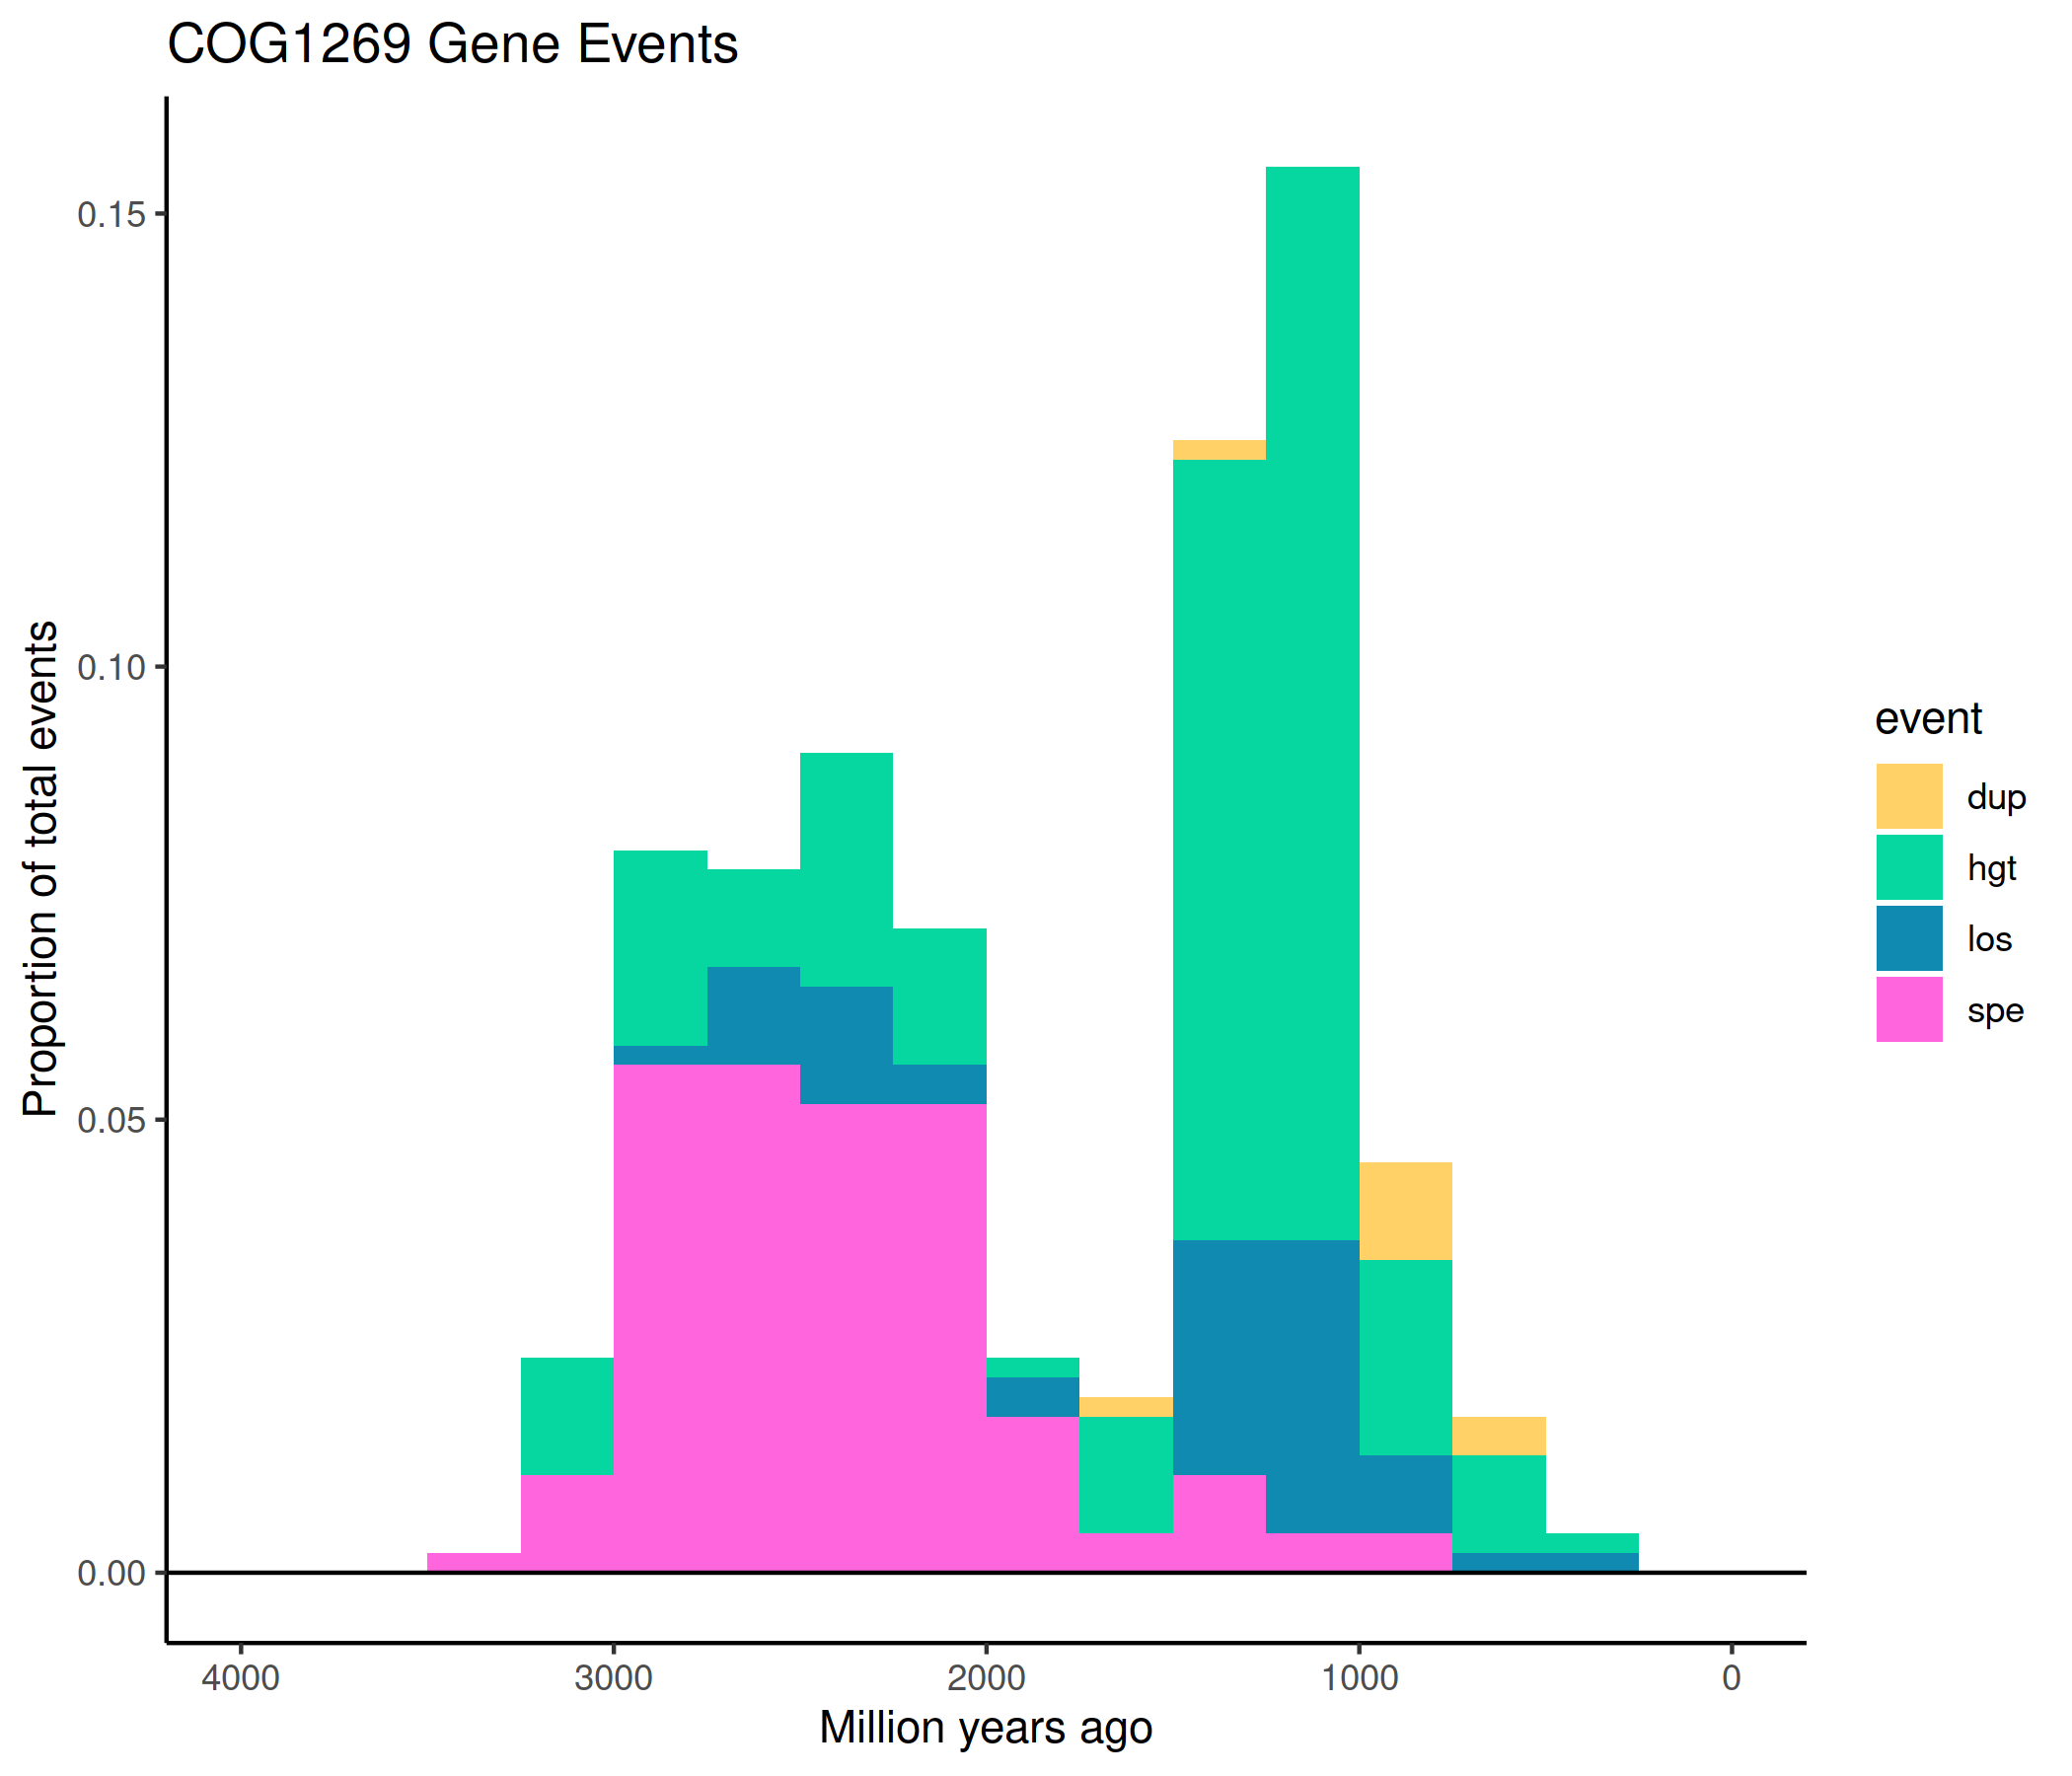 COG1269 Gene Events
Proportion of total events
0.15
0.10
0.05
0.00
4000 3000 2000 1000 0
Million years ago
event
dup
hgt
los
spe